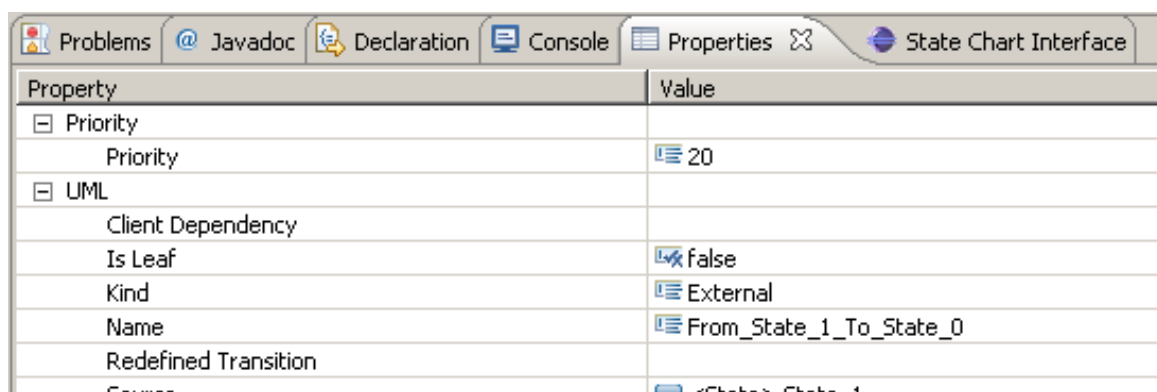 Problems @ Javadoc Declaration Console Properties State Chart Interface
Property Value
Priority
Priority 20
UML
Client Dependency
Is Leaf false
Kind External
Name From_State_1_To_State_0
Redefined Transition